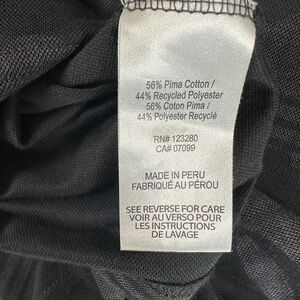 56% Pima Cotton /
44% Recycled Polyester
56% Coton Pima /
44% Polyester Recyclé
RN# 123280
CA# 07099
MADE IN PERU
FABRIQUÉ AU PÉROU
SEE REVERSE FOR CARE
VOIR AU VERSO POUR
LES INSTRUCTIONS
DE LAVAGE